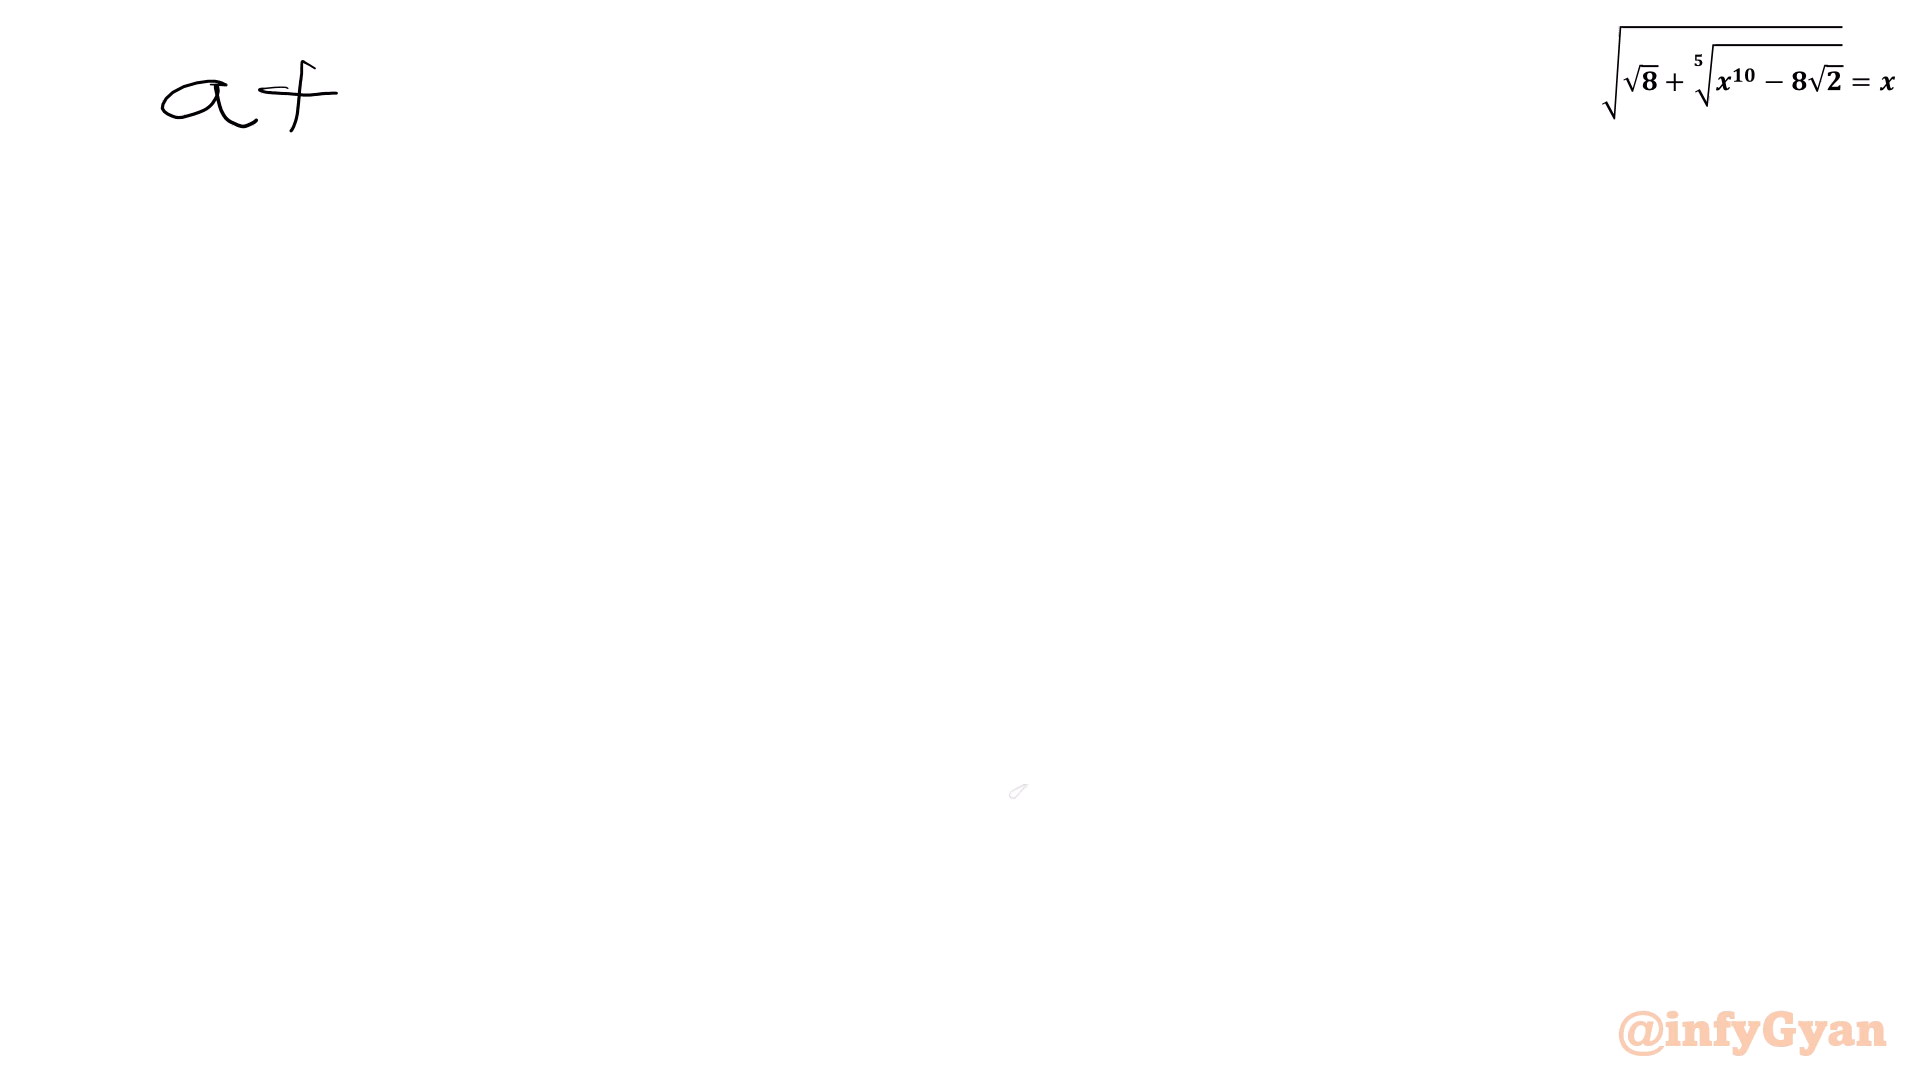 a+
√(√8 + ⁵√(x¹⁰ − 8√2)) = x
@infyGyan